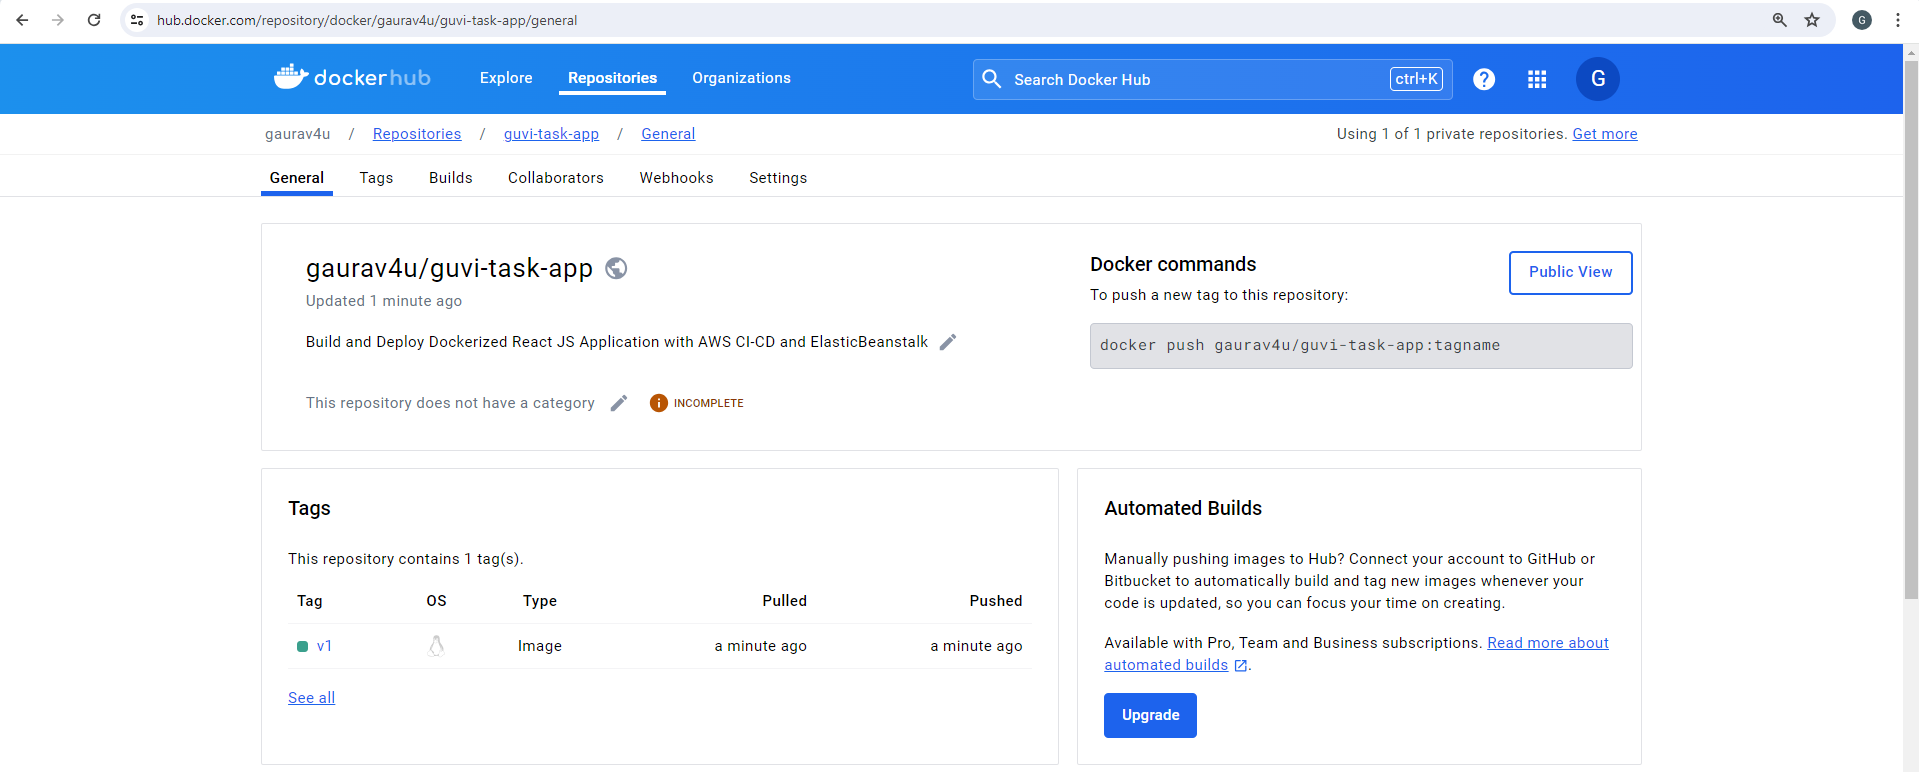 hub.docker.com/repository/docker/gaurav4u/guvi-task-app/general
G
dockerhub Explore Repositories Organizations Search Docker Hub ctrl+K ? G
gaurav4u / Repositories / guvi-task-app / General Using 1 of 1 private repositories. Get more
General Tags Builds Collaborators Webhooks Settings
gaurav4u/guvi-task-app
Updated 1 minute ago
Build and Deploy Dockerized React JS Application with AWS CI-CD and ElasticBeanstalk
This repository does not have a category INCOMPLETE
Docker commands
Public View
To push a new tag to this repository:
docker push gaurav4u/guvi-task-app:tagname
Tags
This repository contains 1 tag(s).
Tag OS Type Pulled Pushed
v1 Image a minute ago a minute ago
See all
Automated Builds
Manually pushing images to Hub? Connect your account to GitHub or
Bitbucket to automatically build and tag new images whenever your
code is updated, so you can focus your time on creating.
Available with Pro, Team and Business subscriptions. Read more about
automated builds.
Upgrade